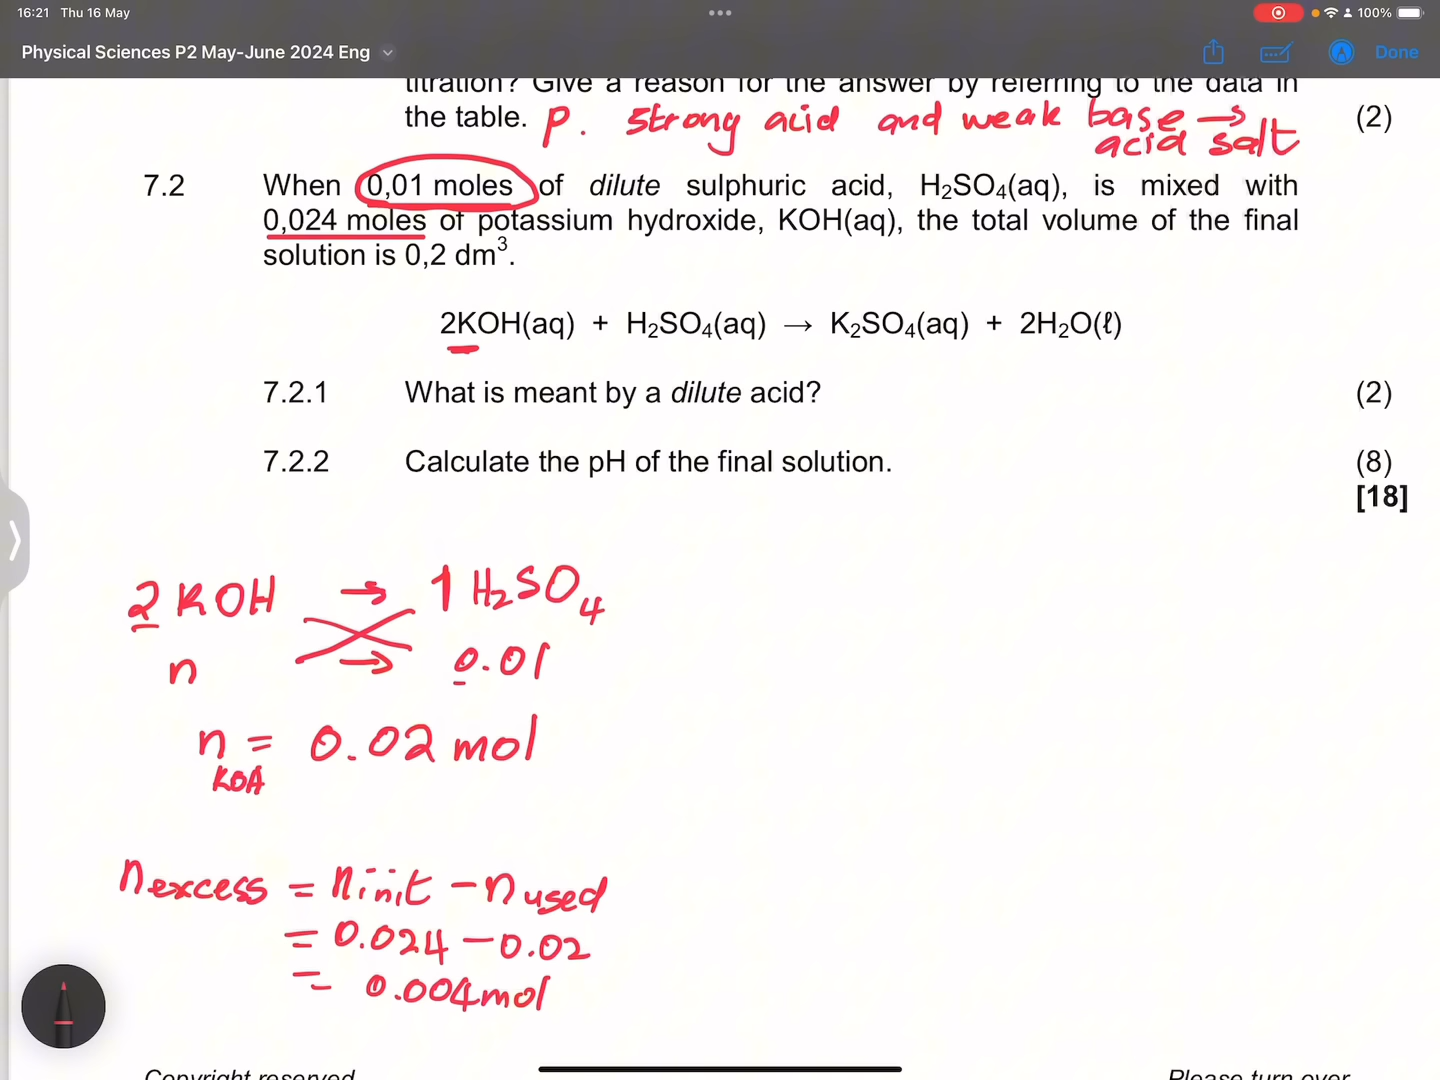 16:21 Thu 16 May
100%
Physical Sciences P2 May-June 2024 Eng
Done
titration? Give a reason for the answer by referring to the data in
the table. P. strong acid and weak base → (2)
acid salt
7.2 When 0,01 moles of dilute sulphuric acid, H₂SO₄(aq), is mixed with
0,024 moles of potassium hydroxide, KOH(aq), the total volume of the final
solution is 0,2 dm³.
2KOH(aq) + H₂SO₄(aq) → K₂SO₄(aq) + 2H₂O(ℓ)
7.2.1 What is meant by a dilute acid? (2)
7.2.2 Calculate the pH of the final solution. (8)
[18]
2 KOH → 1 H₂SO₄
n → 0.01
n = 0.02 mol
KOH
n excess = n init - n used
= 0.024 - 0.02
= 0.004 mol
Copyright reserved Please turn over